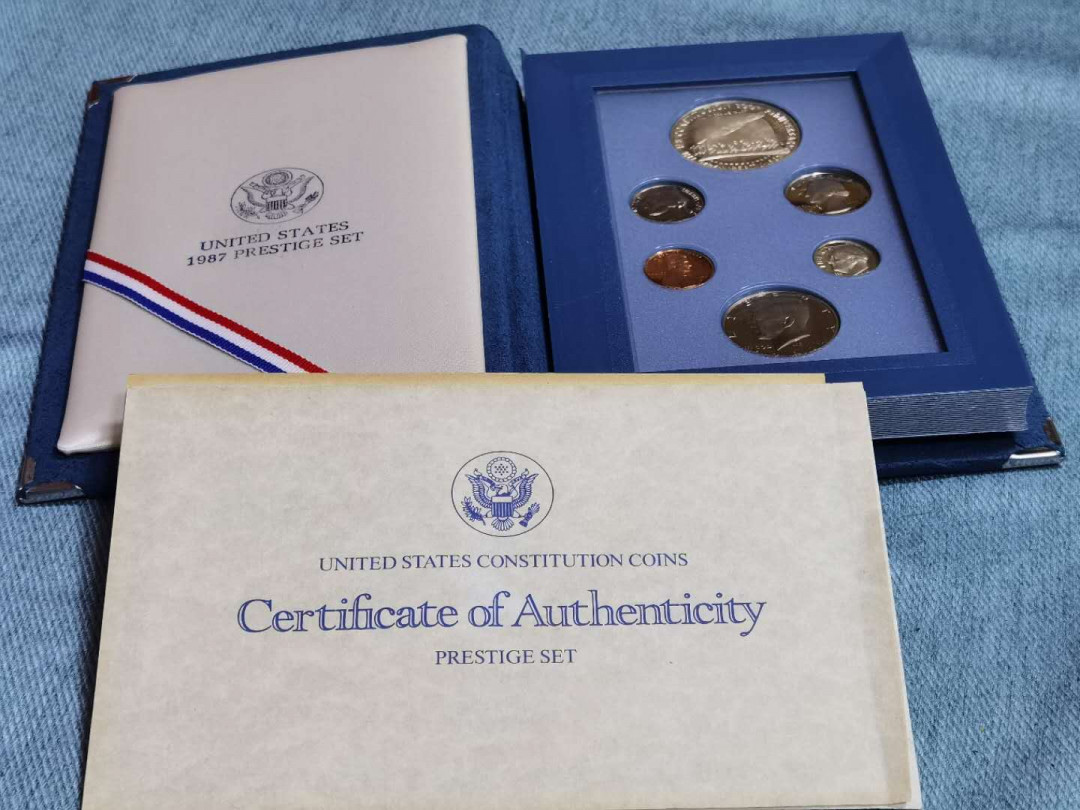 UNITED STATES
1987 PRESTIGE SET
UNITED STATES CONSTITUTION COINS
Certificate of Authenticity
PRESTIGE SET